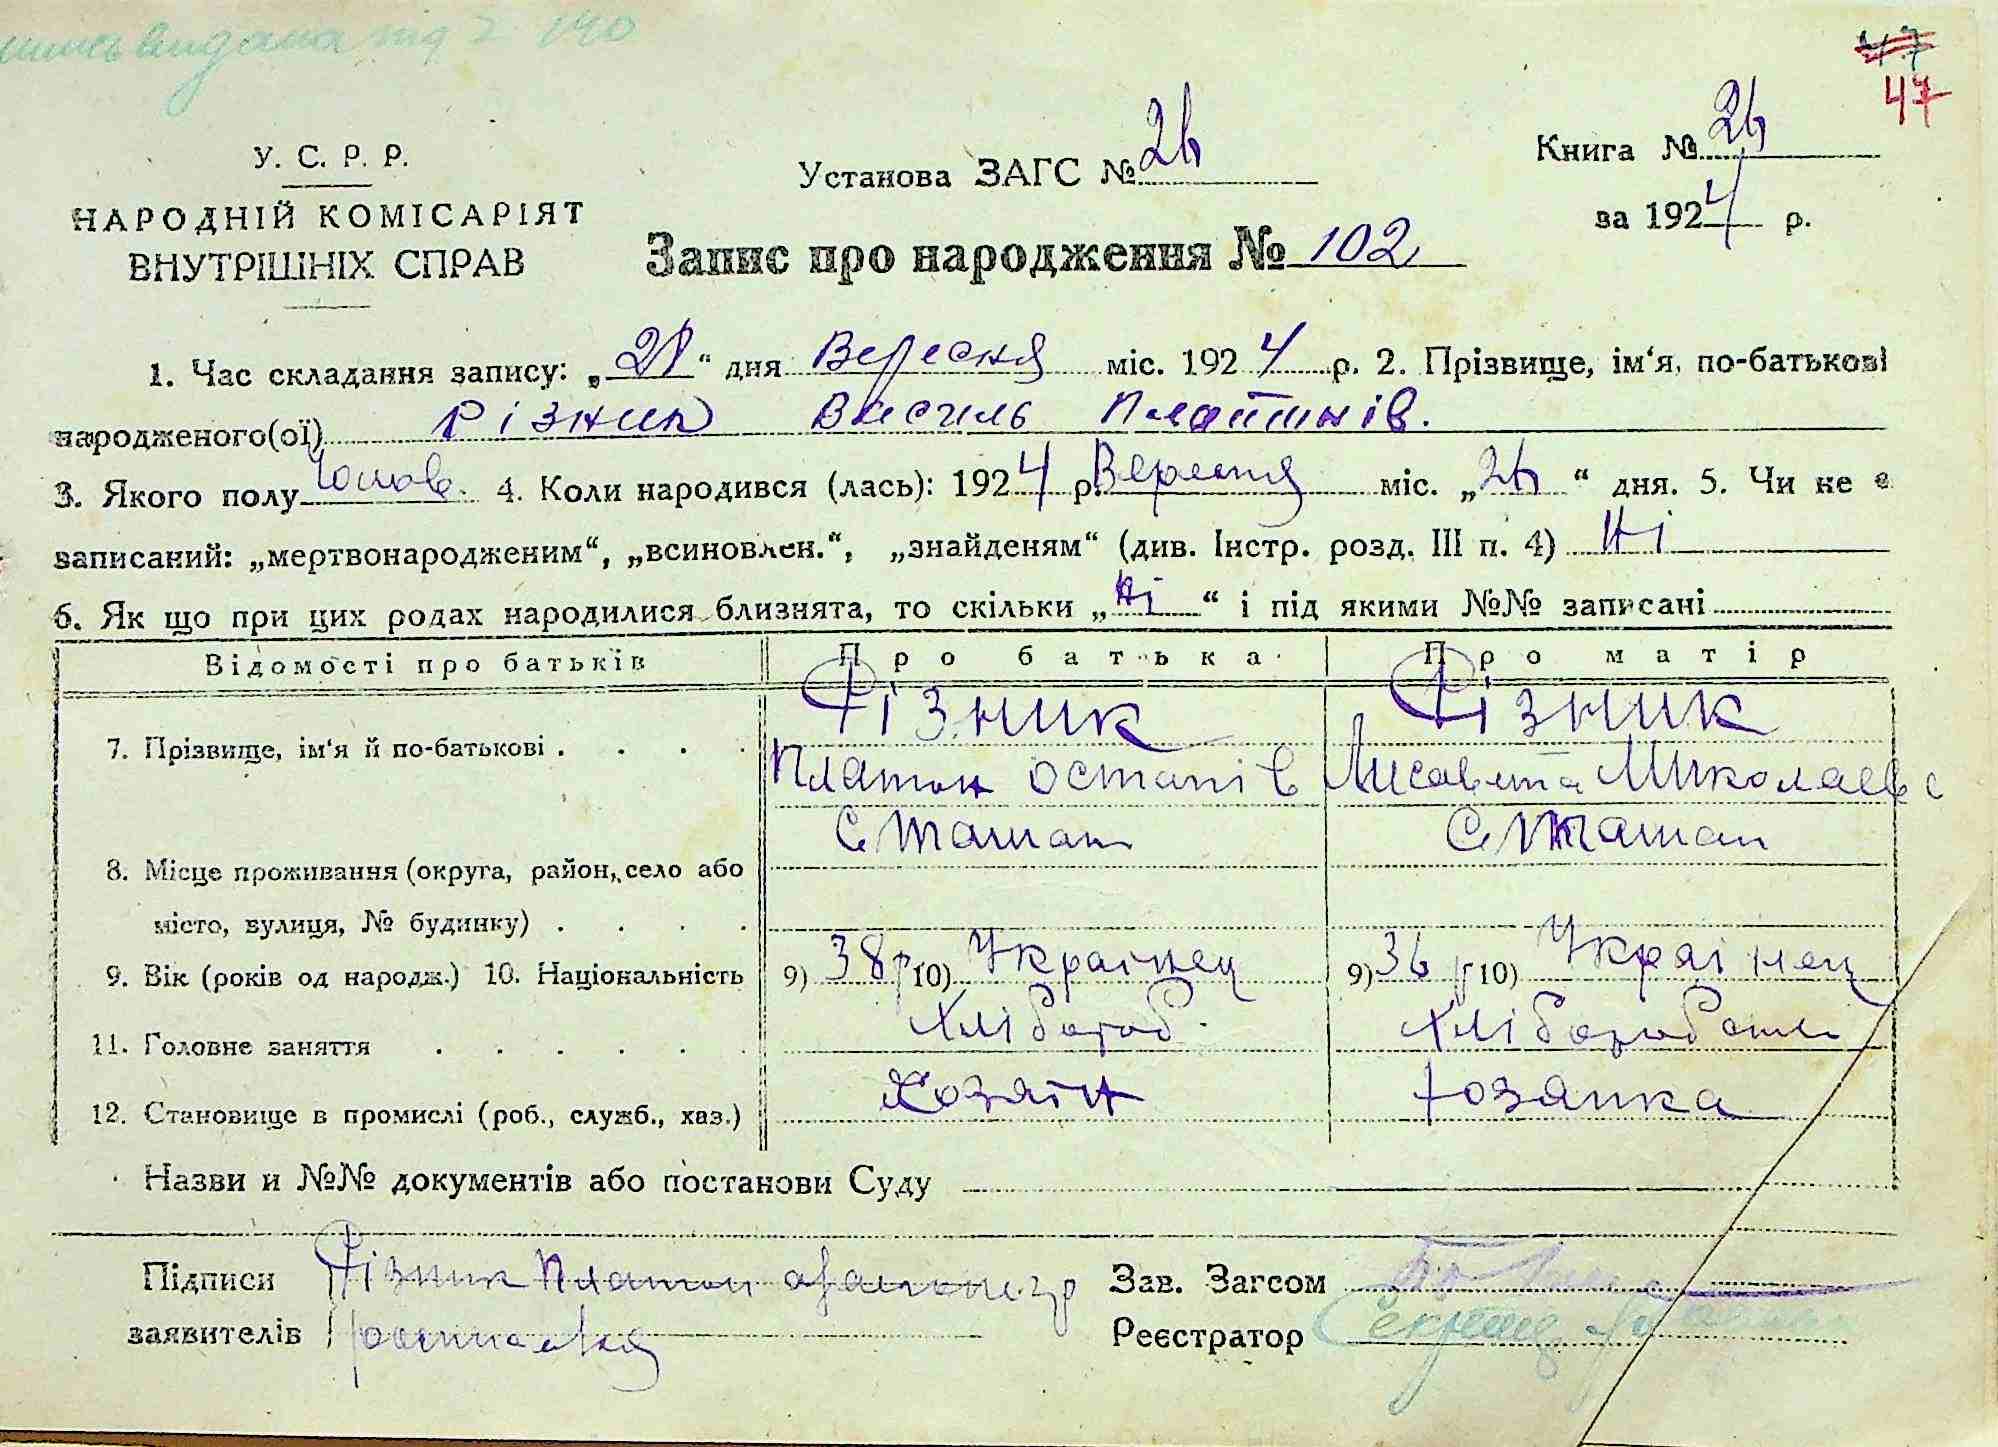 видана
47
47
У. С. Р. Р.
НАРОДНІЙ КОМІСАРІЯТ
ВНУТРІШНІХ СПРАВ
Установа ЗАГС № 26
Книга № 26
за 1924 р.
Запис про народження № 102
1. Час складання запису: „28“ дня Вересня міс. 1924 р. 2. Прізвище, ім‘я, по-батькові
народженого(ої) Різник Василь Платонів.
3. Якого полу 4. Коли народився (лась): 1924 р. Вересня міс. „26“ дня. 5. Чи не є
записаний: „мертвонародженим“, „всиновлен.“, „знайденям“ (див. Інстр. розд. III п. 4) Ні
6. Як що при цих родах народилися близнята, то скільки „Ні“ і під якими №№ записані
Відомості про батьків Про батька Про матір
7. Прізвище, ім‘я й по-батькові . . . . Різник Різник
Платон Остапів Лисавета Миколаевс
С Ташан С Ташан
8. Місце проживання (округа, район, село або
місто, вулиця, № будинку) . . . .
9. Вік (років од народж.) 10. Національність 9) 38 р 10) Українец 9) 36 р 10) Українец
11. Головне заняття . . . . . . Хлібороб.
12. Становище в промислі (роб., служб., хаз.) Хозяїн Хозяйка
Назви и №№ документів або постанови Суду
Підписи Різник Платон Зав. Загсом
заявителів Реєстратор